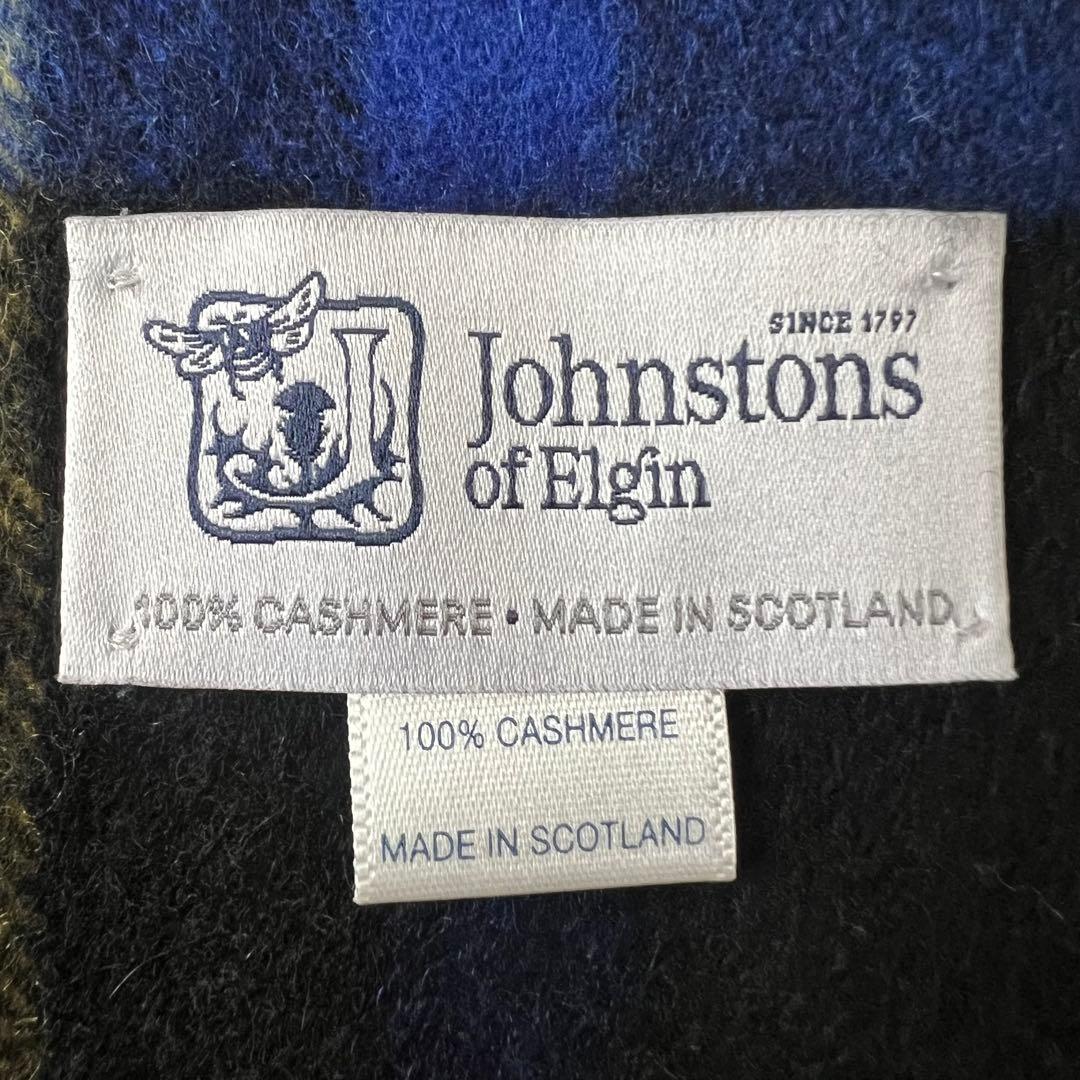 SINCE 1797
Johnstons
of Elgin
100% CASHMERE • MADE IN SCOTLAND
100% CASHMERE
MADE IN SCOTLAND